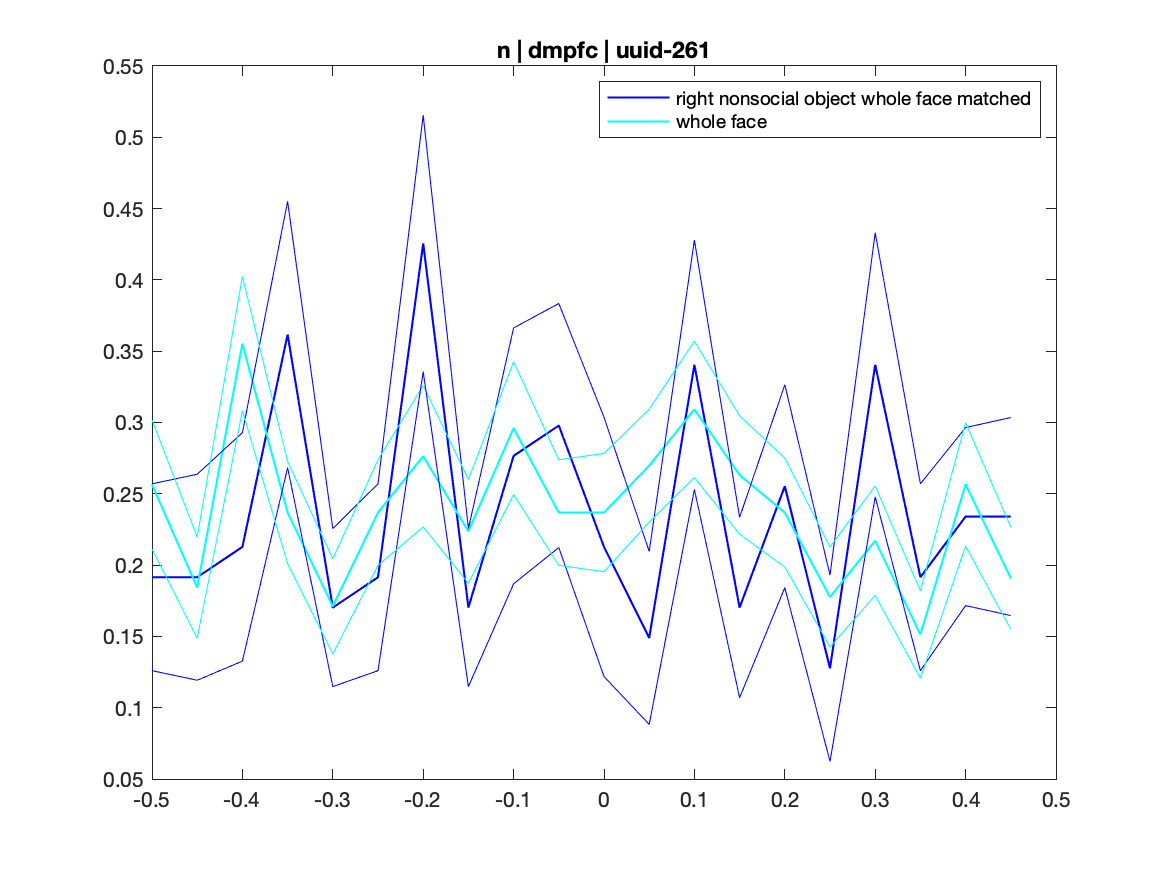 n | dmpfc | uuid-261
0.55
right nonsocial object whole face matched
whole face
0.5
0.45
0.4
0.35
0.3
0.25
0.2
0.15
0.1
0.05
-0.5 -0.4 -0.3 -0.2 -0.1 0 0.1 0.2 0.3 0.4 0.5